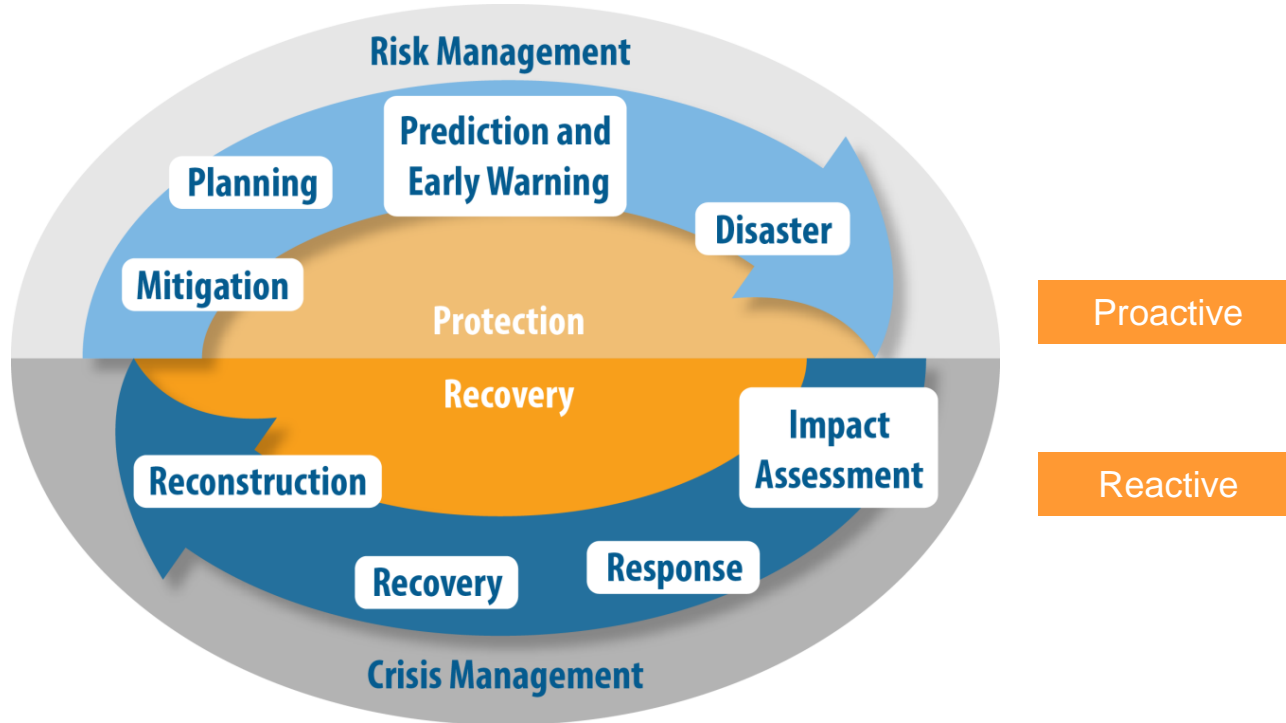 Risk Management
Prediction and
Early Warning
Planning
Disaster
Mitigation
Protection
Proactive
Recovery
Impact
Assessment
Reconstruction
Reactive
Response
Recovery
Crisis Management